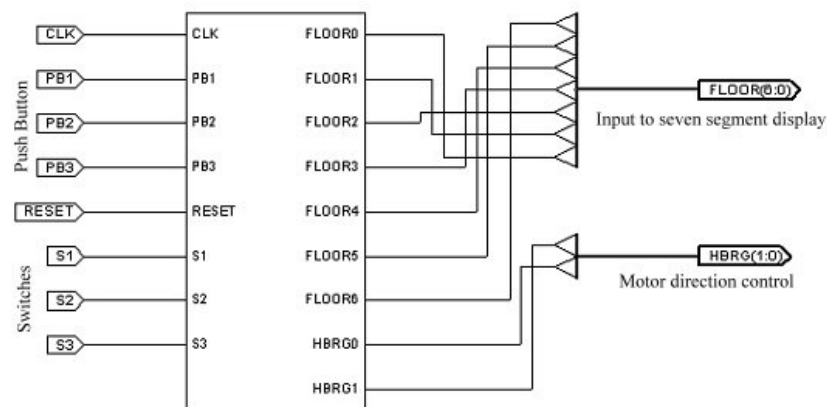 CLK CLK FLOOR0
PB1 PB1 FLOOR1 FLOOR(6:0)
PB2 PB2 FLOOR2 Input to seven segment display
PB3 PB3 FLOOR3
Push Button
RESET RESET FLOOR4
S1 S1 FLOOR5 HBRG(1:0)
S2 S2 FLOOR6 Motor direction control
S3 S3 HBRG0
Switches
HBRG1